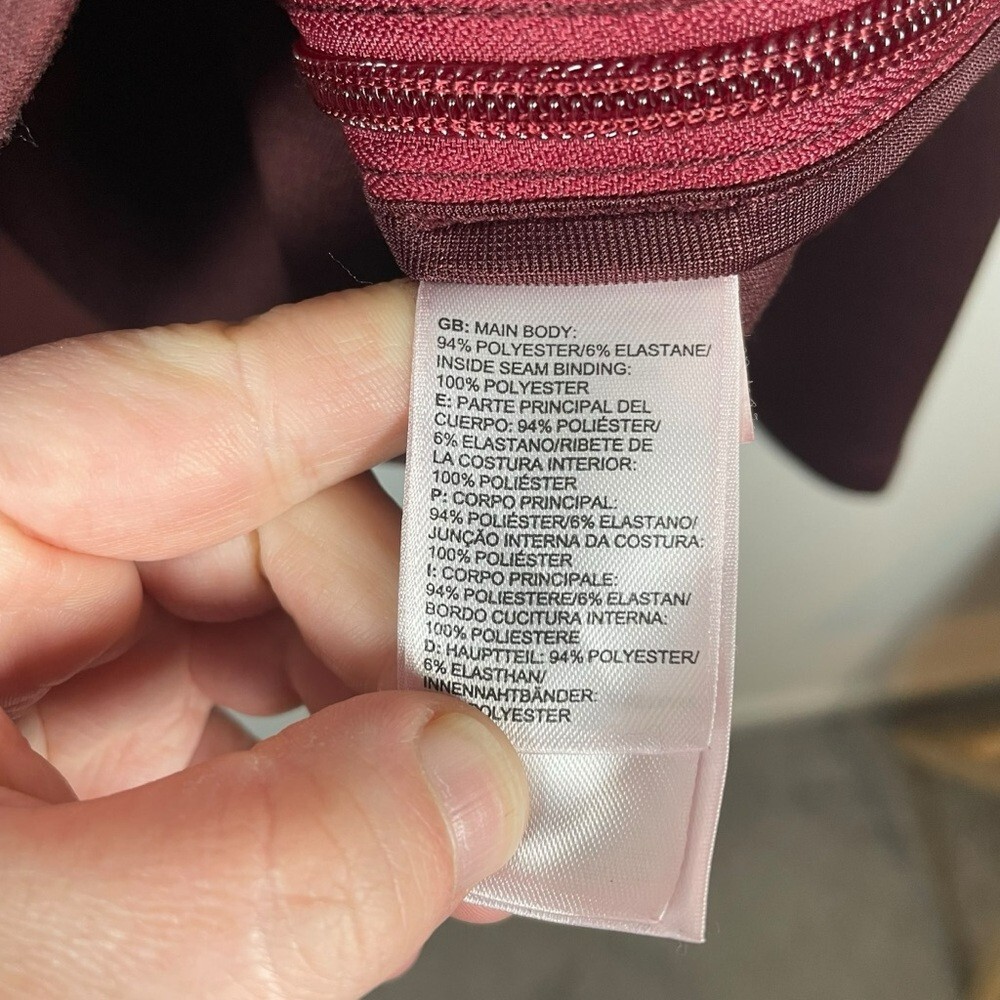 GB: MAIN BODY:
94% POLYESTER/6% ELASTANE/
INSIDE SEAM BINDING:
100% POLYESTER
E: PARTE PRINCIPAL DEL
CUERPO: 94% POLIÉSTER/
6% ELASTANO/RIBETE DE
LA COSTURA INTERIOR:
100% POLIÉSTER
P: CORPO PRINCIPAL:
94% POLIÉSTER/6% ELASTANO/
JUNÇÃO INTERNA DA COSTURA:
100% POLIÉSTER
I: CORPO PRINCIPALE:
94% POLIESTERE/6% ELASTAN/
BORDO CUCITURA INTERNA:
100% POLIESTERE
D: HAUPTTEIL: 94% POLYESTER/
6% ELASTHAN/
INNENNAHTBÄNDER:
POLYESTER